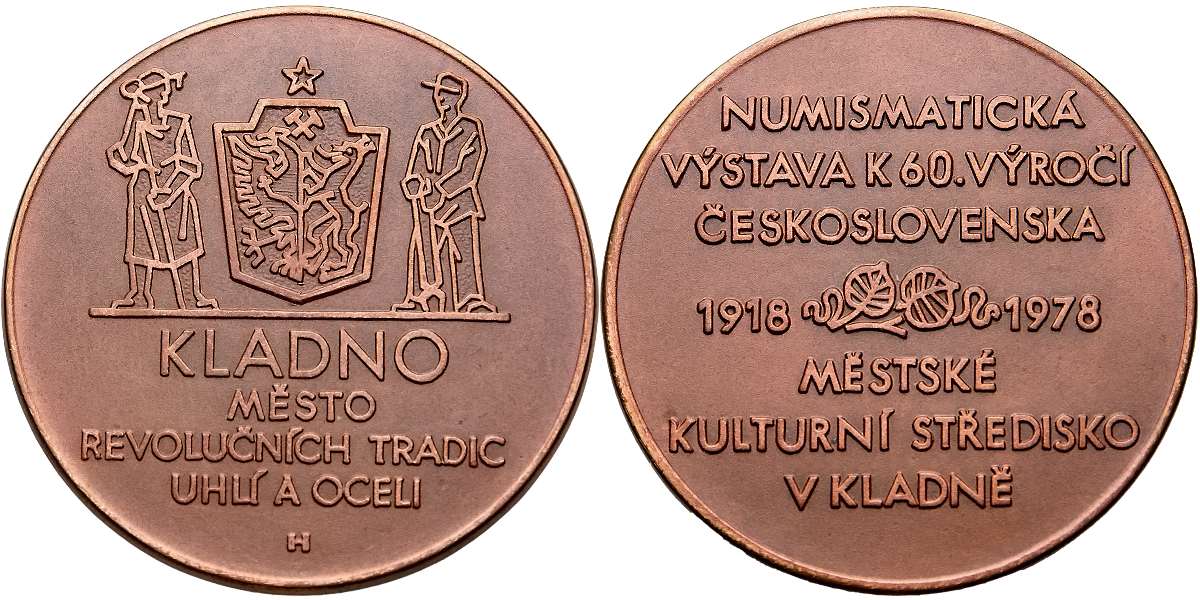 KLADNO
MĚSTO
REVOLUČNÍCH TRADIC
UHLÍ A OCELI
H
NUMISMATICKÁ
VÝSTAVA K 60. VÝROČÍ
ČESKOSLOVENSKA
1918 1978
MĚSTSKÉ
KULTURNÍ STŘEDISKO
V KLADNĚ